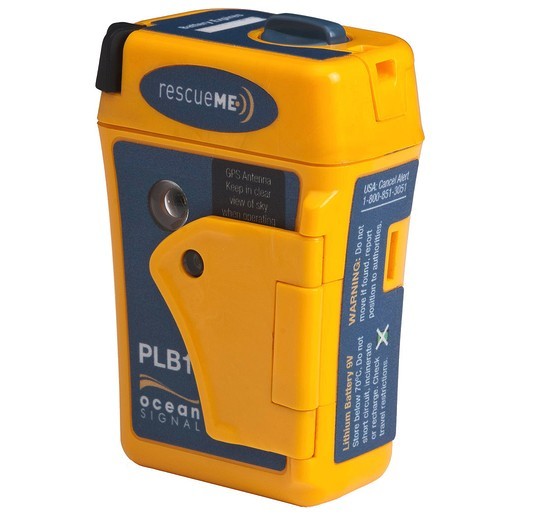 Battery Expires
rescueME
GPS Antenna
Keep in clear
view of sky
when operating
PLB1
ocean
SIGNAL
USA: Cancel Alert
1-800-851-3051
WARNING: Do not
move if found, report
position to authorities.
Lithium Battery 9V
Store below 70°C. Do not
short circuit, incinerate
or recharge. Check
travel restrictions.